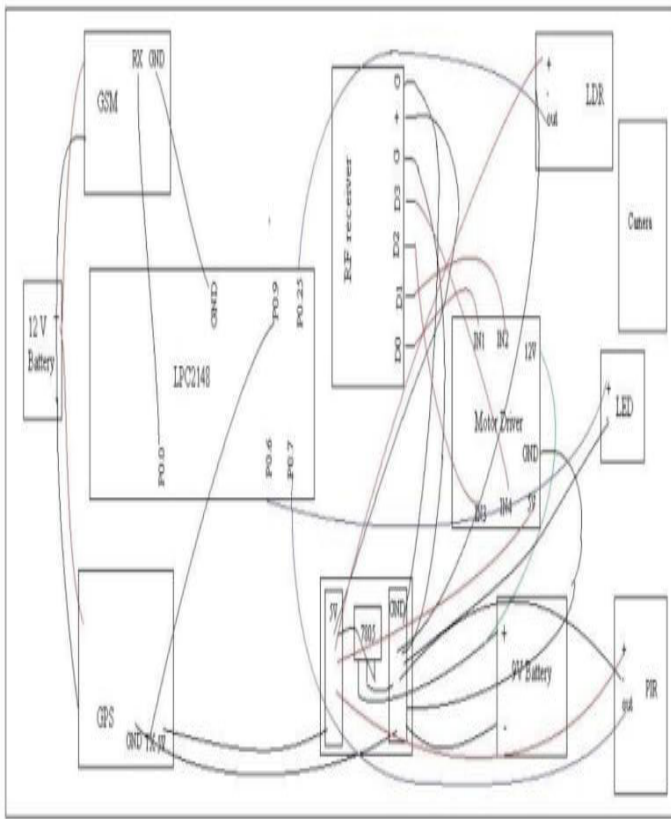 RX GND
GSM
+
-
out
LDR
Camera
G
+
G
D3
D2
D1
D0
RF receiver
12 V
Battery
+
-
LPC2148
GND
P0.9
P0.25
P0.0
P0.6
P0.7
IN1
IN2
12V
Motor Driver
GND
IN3
IN4
5V
+
-
LED
GPS
GND TX 5V
5V
7805
GND
+
9V Battery
-
+
-
out
PIR